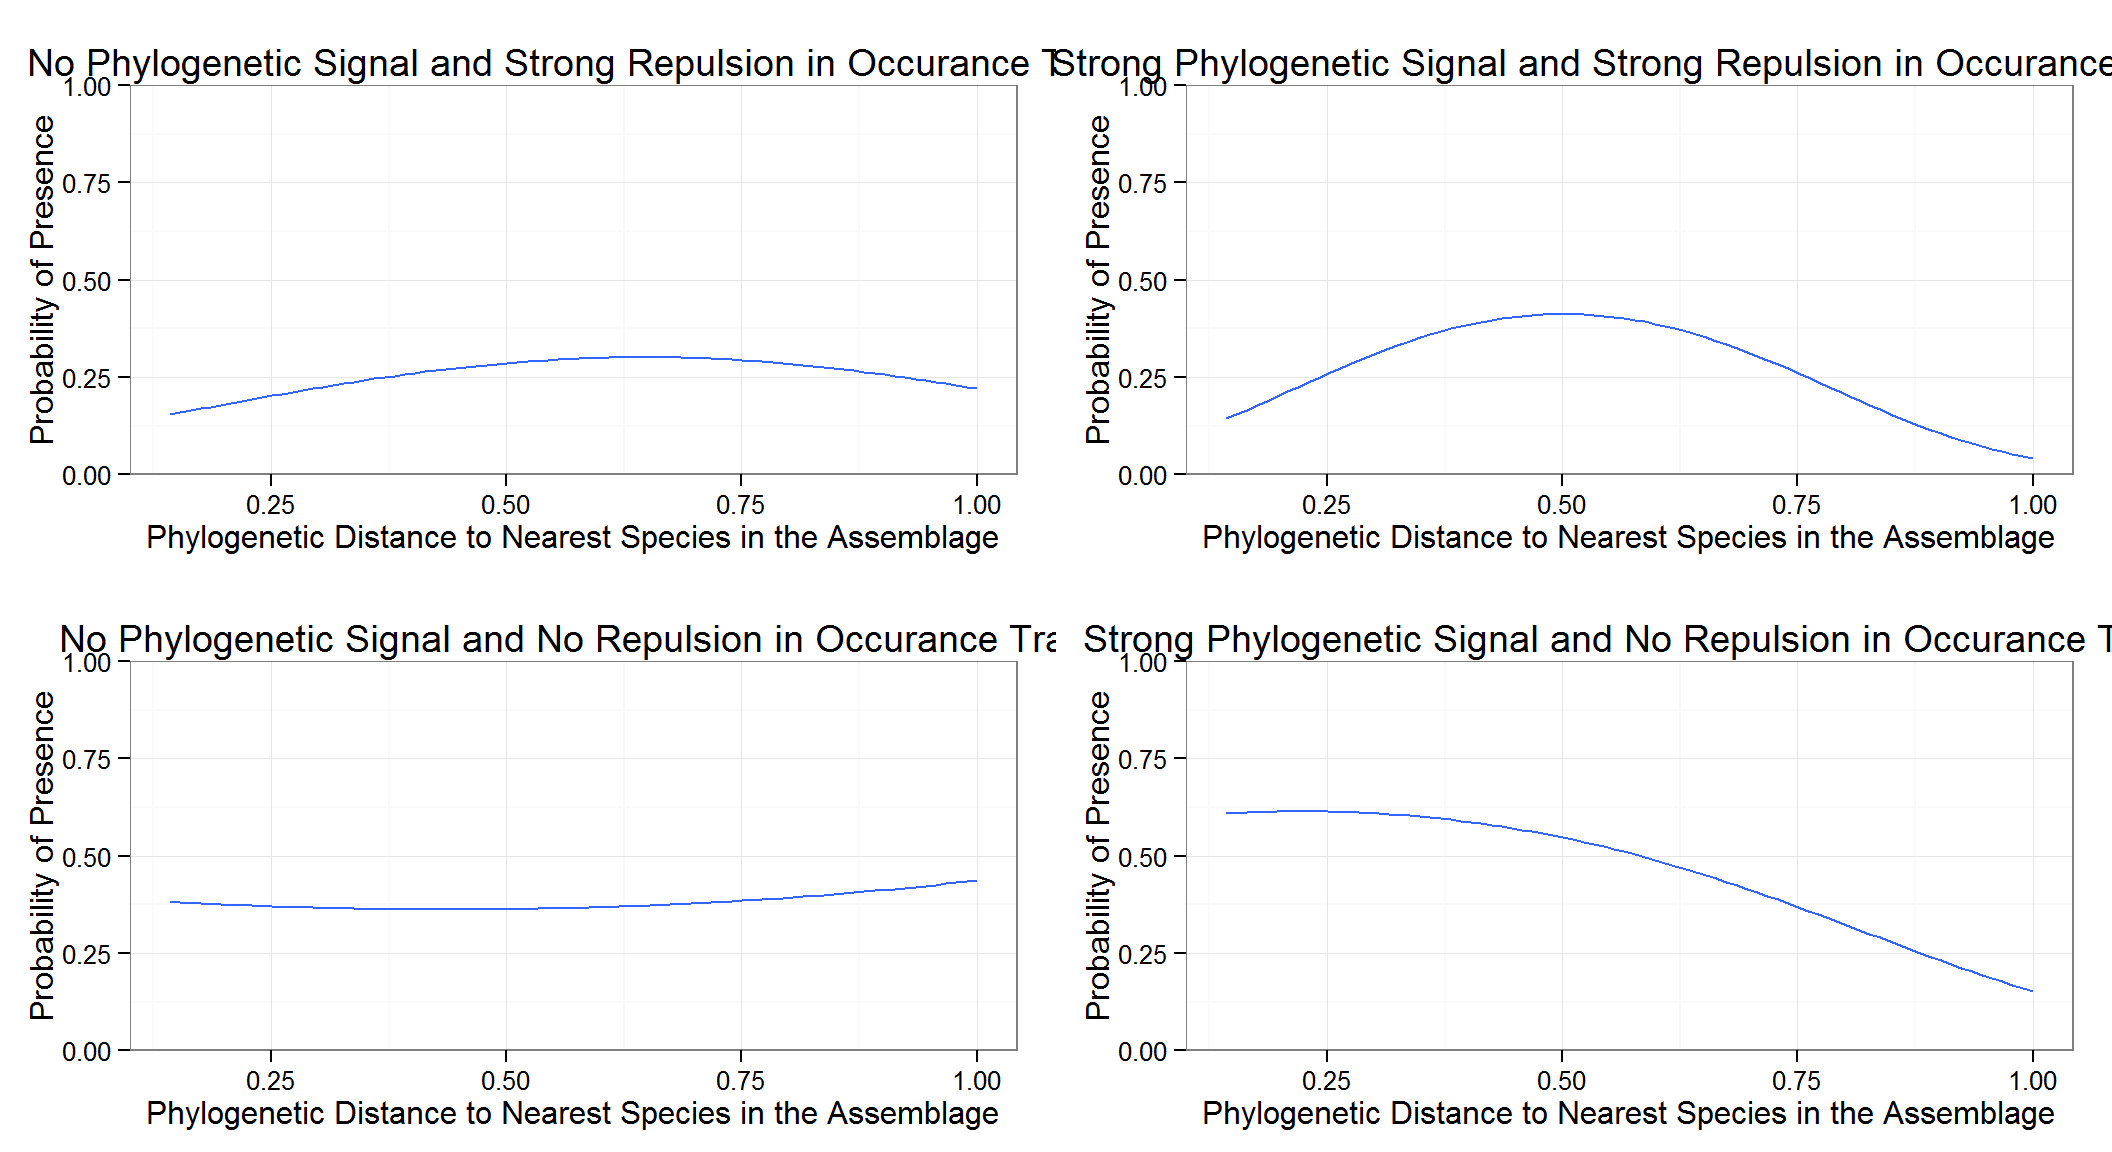 No Phylogenetic Signal and Strong Repulsion in Occurance T
1.00
0.75
0.50
0.25
0.00
Probability of Presence
0.25 0.50 0.75 1.00
Phylogenetic Distance to Nearest Species in the Assemblage
Strong Phylogenetic Signal and Strong Repulsion in Occurance
1.00
0.75
0.50
0.25
0.00
Probability of Presence
0.25 0.50 0.75 1.00
Phylogenetic Distance to Nearest Species in the Assemblage
No Phylogenetic Signal and No Repulsion in Occurance Tra
1.00
0.75
0.50
0.25
0.00
Probability of Presence
0.25 0.50 0.75 1.00
Phylogenetic Distance to Nearest Species in the Assemblage
Strong Phylogenetic Signal and No Repulsion in Occurance T
1.00
0.75
0.50
0.25
0.00
Probability of Presence
0.25 0.50 0.75 1.00
Phylogenetic Distance to Nearest Species in the Assemblage